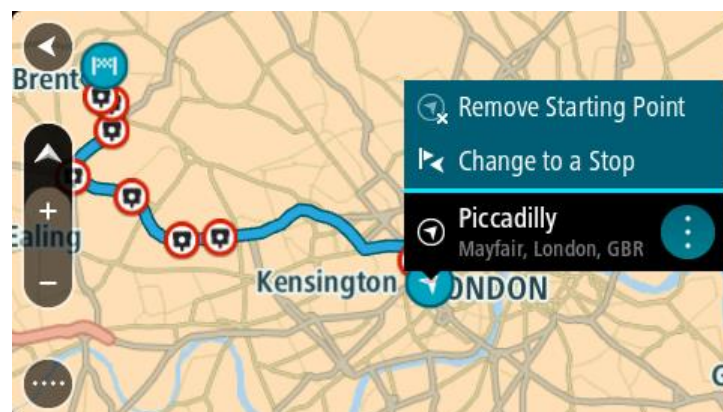 Brent
Remove Starting Point
Change to a Stop
Piccadilly
Mayfair, London, GBR
Ealing
Kensington
ONDON
+
−
G